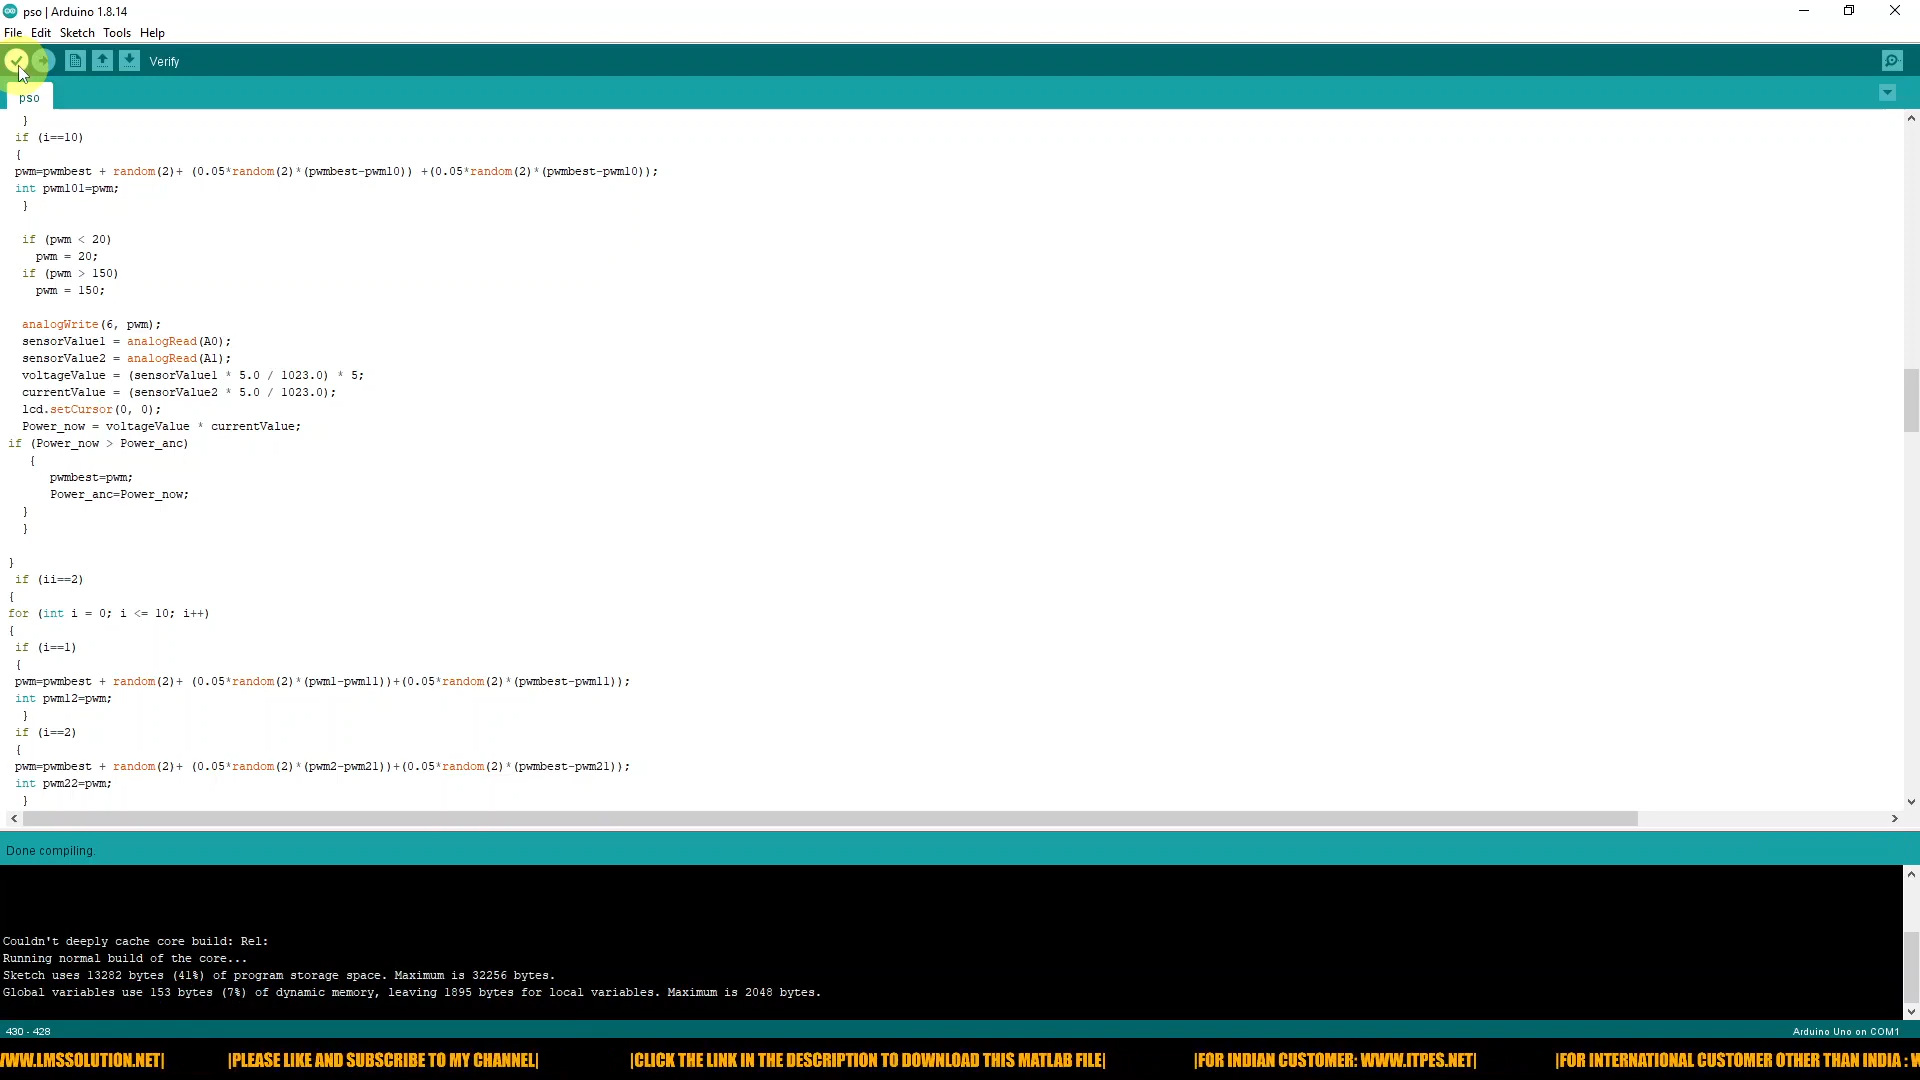 pso | Arduino 1.8.14
File Edit Sketch Tools Help
Verify
pso
}
if (i==10)
{
pwm=pwmbest + random(2)+ (0.05*random(2)*(pwmbest-pwm10)) +(0.05*random(2)*(pwmbest-pwm10));
int pwm101=pwm;
}
if (pwm < 20)
pwm = 20;
if (pwm > 150)
pwm = 150;
analogWrite(6, pwm);
sensorValue1 = analogRead(A0);
sensorValue2 = analogRead(A1);
voltageValue = (sensorValue1 * 5.0 / 1023.0) * 5;
currentValue = (sensorValue2 * 5.0 / 1023.0);
lcd.setCursor(0, 0);
Power_now = voltageValue * currentValue;
if (Power_now > Power_anc)
{
pwmbest=pwm;
Power_anc=Power_now;
}
}
}
if (ii==2)
{
for (int i = 0; i <= 10; i++)
{
if (i==1)
{
pwm=pwmbest + random(2)+ (0.05*random(2)*(pwm1-pwm11))+(0.05*random(2)*(pwmbest-pwm11));
int pwm12=pwm;
}
if (i==2)
{
pwm=pwmbest + random(2)+ (0.05*random(2)*(pwm2-pwm21))+(0.05*random(2)*(pwmbest-pwm21));
int pwm22=pwm;
}
Done compiling.
Couldn't deeply cache core build: Rel:
Running normal build of the core...
Sketch uses 13282 bytes (41%) of program storage space. Maximum is 32256 bytes.
Global variables use 153 bytes (7%) of dynamic memory, leaving 1895 bytes for local variables. Maximum is 2048 bytes.
430 - 428
Arduino Uno on COM1
WWW.LMSSOLUTION.NET| |PLEASE LIKE AND SUBSCRIBE TO MY CHANNEL| |CLICK THE LINK IN THE DESCRIPTION TO DOWNLOAD THIS MATLAB FILE| |FOR INDIAN CUSTOMER: WWW.ITPES.NET| |FOR INTERNATIONAL CUSTOMER OTHER THAN INDIA :